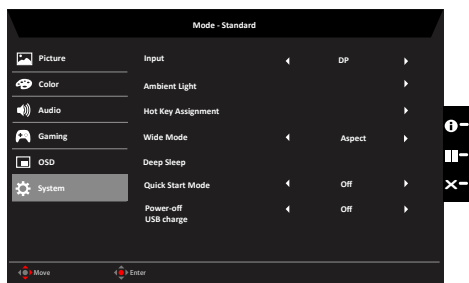 Mode - Standard
Picture
Input
DP
Color
Ambient Light
Audio
Hot Key Assignment
Gaming
Wide Mode
Aspect
OSD
Deep Sleep
System
Quick Start Mode
Off
Power-off
USB charge
Off
Move
Enter